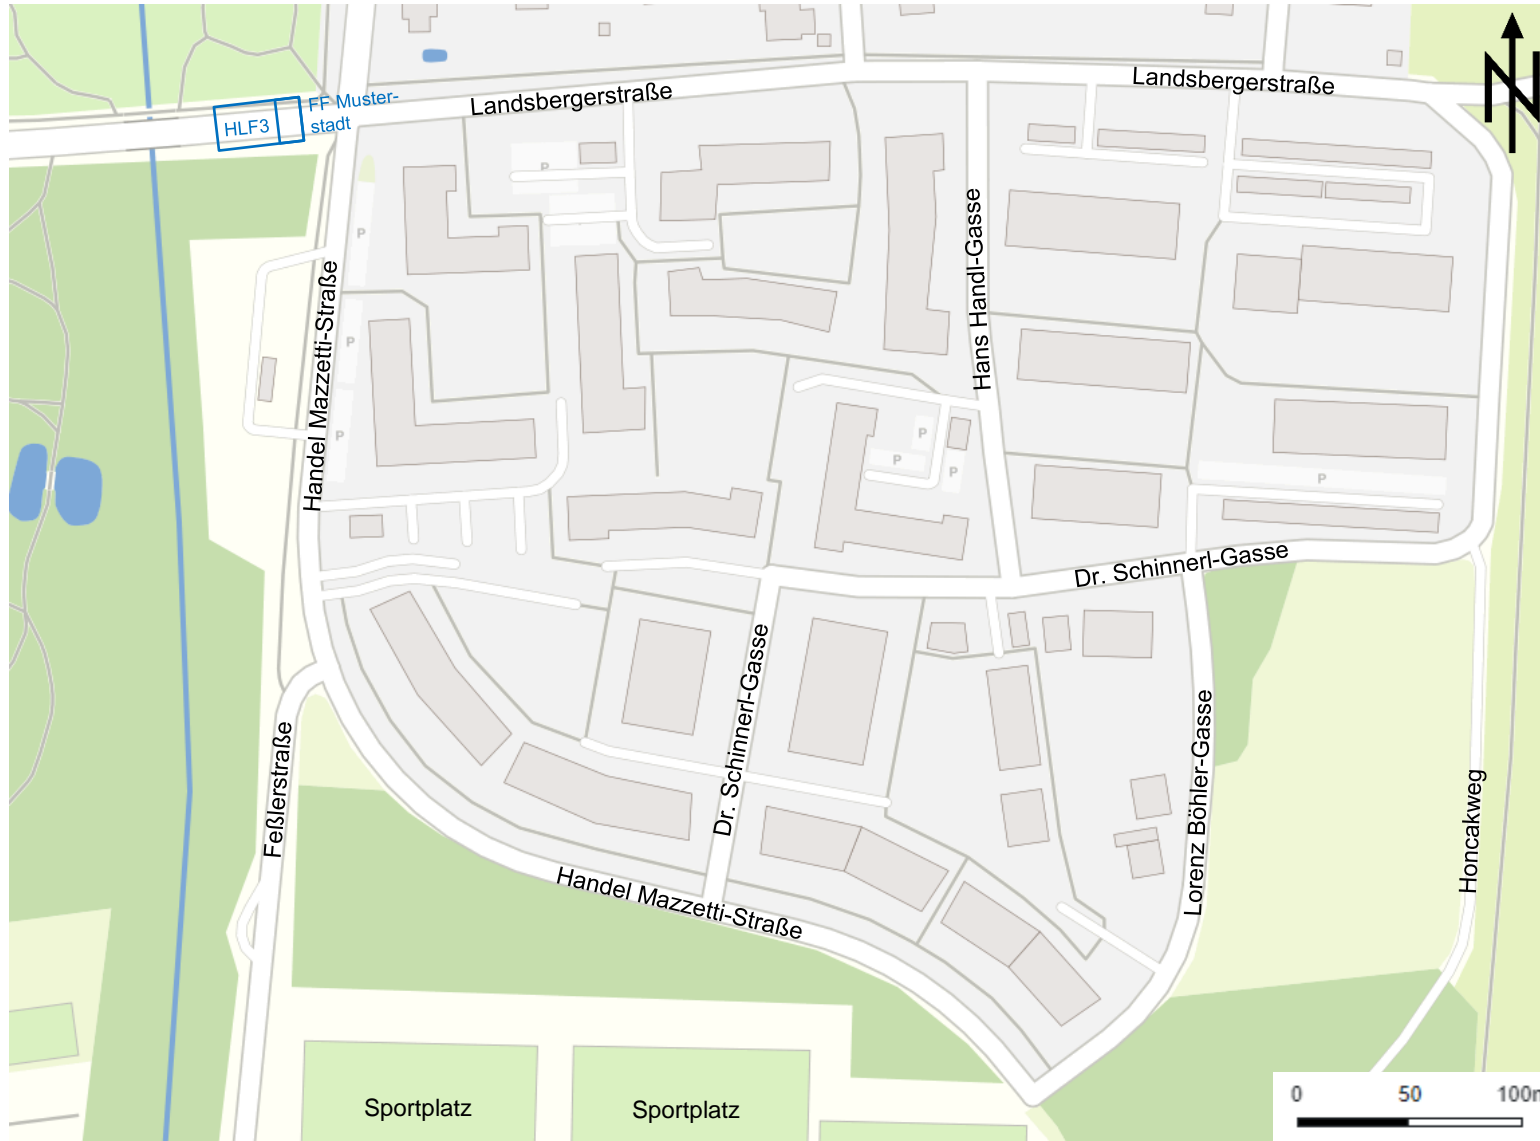 FF Muster-
stadt
HLF3
Landsbergerstraße
Landsbergerstraße
N
P
P
P
P
P
P
P
P
Handel Mazzetti-Straße
Hans Handl-Gasse
Dr. Schinnerl-Gasse
Dr. Schinnerl-Gasse
Feßlerstraße
Lorenz Böhler-Gasse
Honcakweg
Handel Mazzetti-Straße
Sportplatz
Sportplatz
0 50 100m